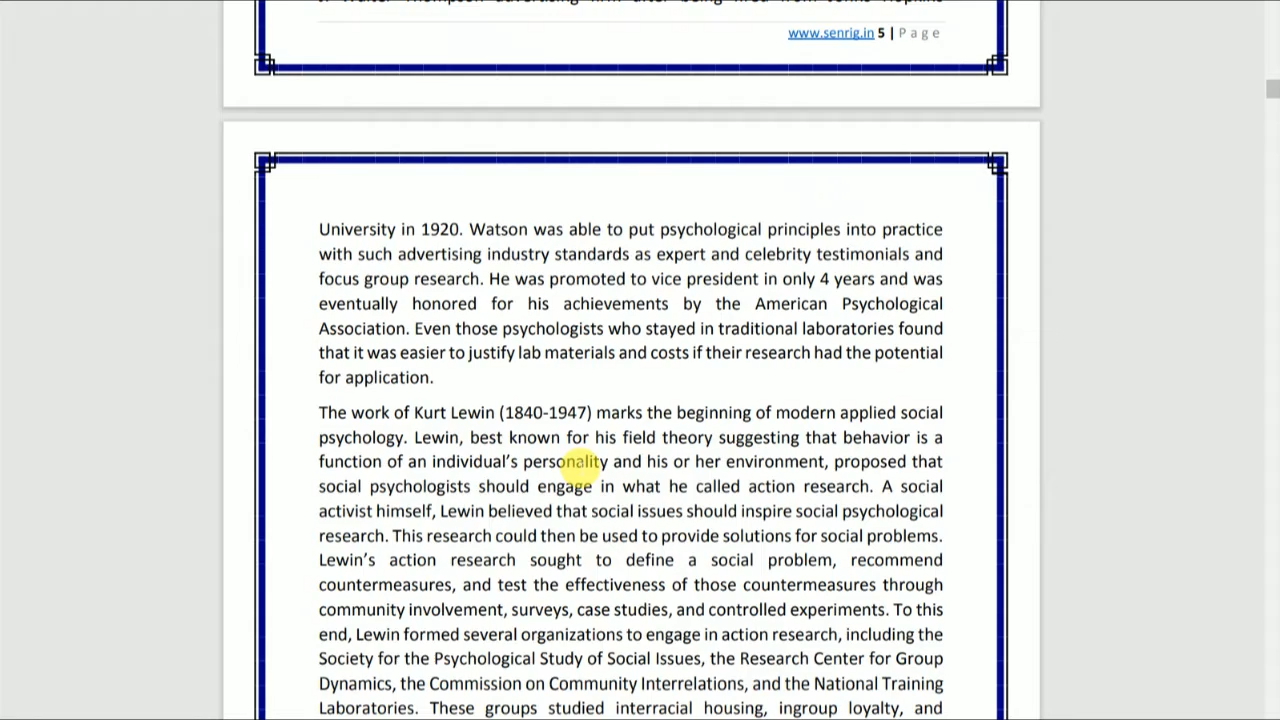 www.senrig.in 5 | Page
University in 1920. Watson was able to put psychological principles into practice
with such advertising industry standards as expert and celebrity testimonials and
focus group research. He was promoted to vice president in only 4 years and was
eventually honored for his achievements by the American Psychological
Association. Even those psychologists who stayed in traditional laboratories found
that it was easier to justify lab materials and costs if their research had the potential
for application.
The work of Kurt Lewin (1840-1947) marks the beginning of modern applied social
psychology. Lewin, best known for his field theory suggesting that behavior is a
function of an individual’s personality and his or her environment, proposed that
social psychologists should engage in what he called action research. A social
activist himself, Lewin believed that social issues should inspire social psychological
research. This research could then be used to provide solutions for social problems.
Lewin’s action research sought to define a social problem, recommend
countermeasures, and test the effectiveness of those countermeasures through
community involvement, surveys, case studies, and controlled experiments. To this
end, Lewin formed several organizations to engage in action research, including the
Society for the Psychological Study of Social Issues, the Research Center for Group
Dynamics, the Commission on Community Interrelations, and the National Training
Laboratories. These groups studied interracial housing, ingroup loyalty, and